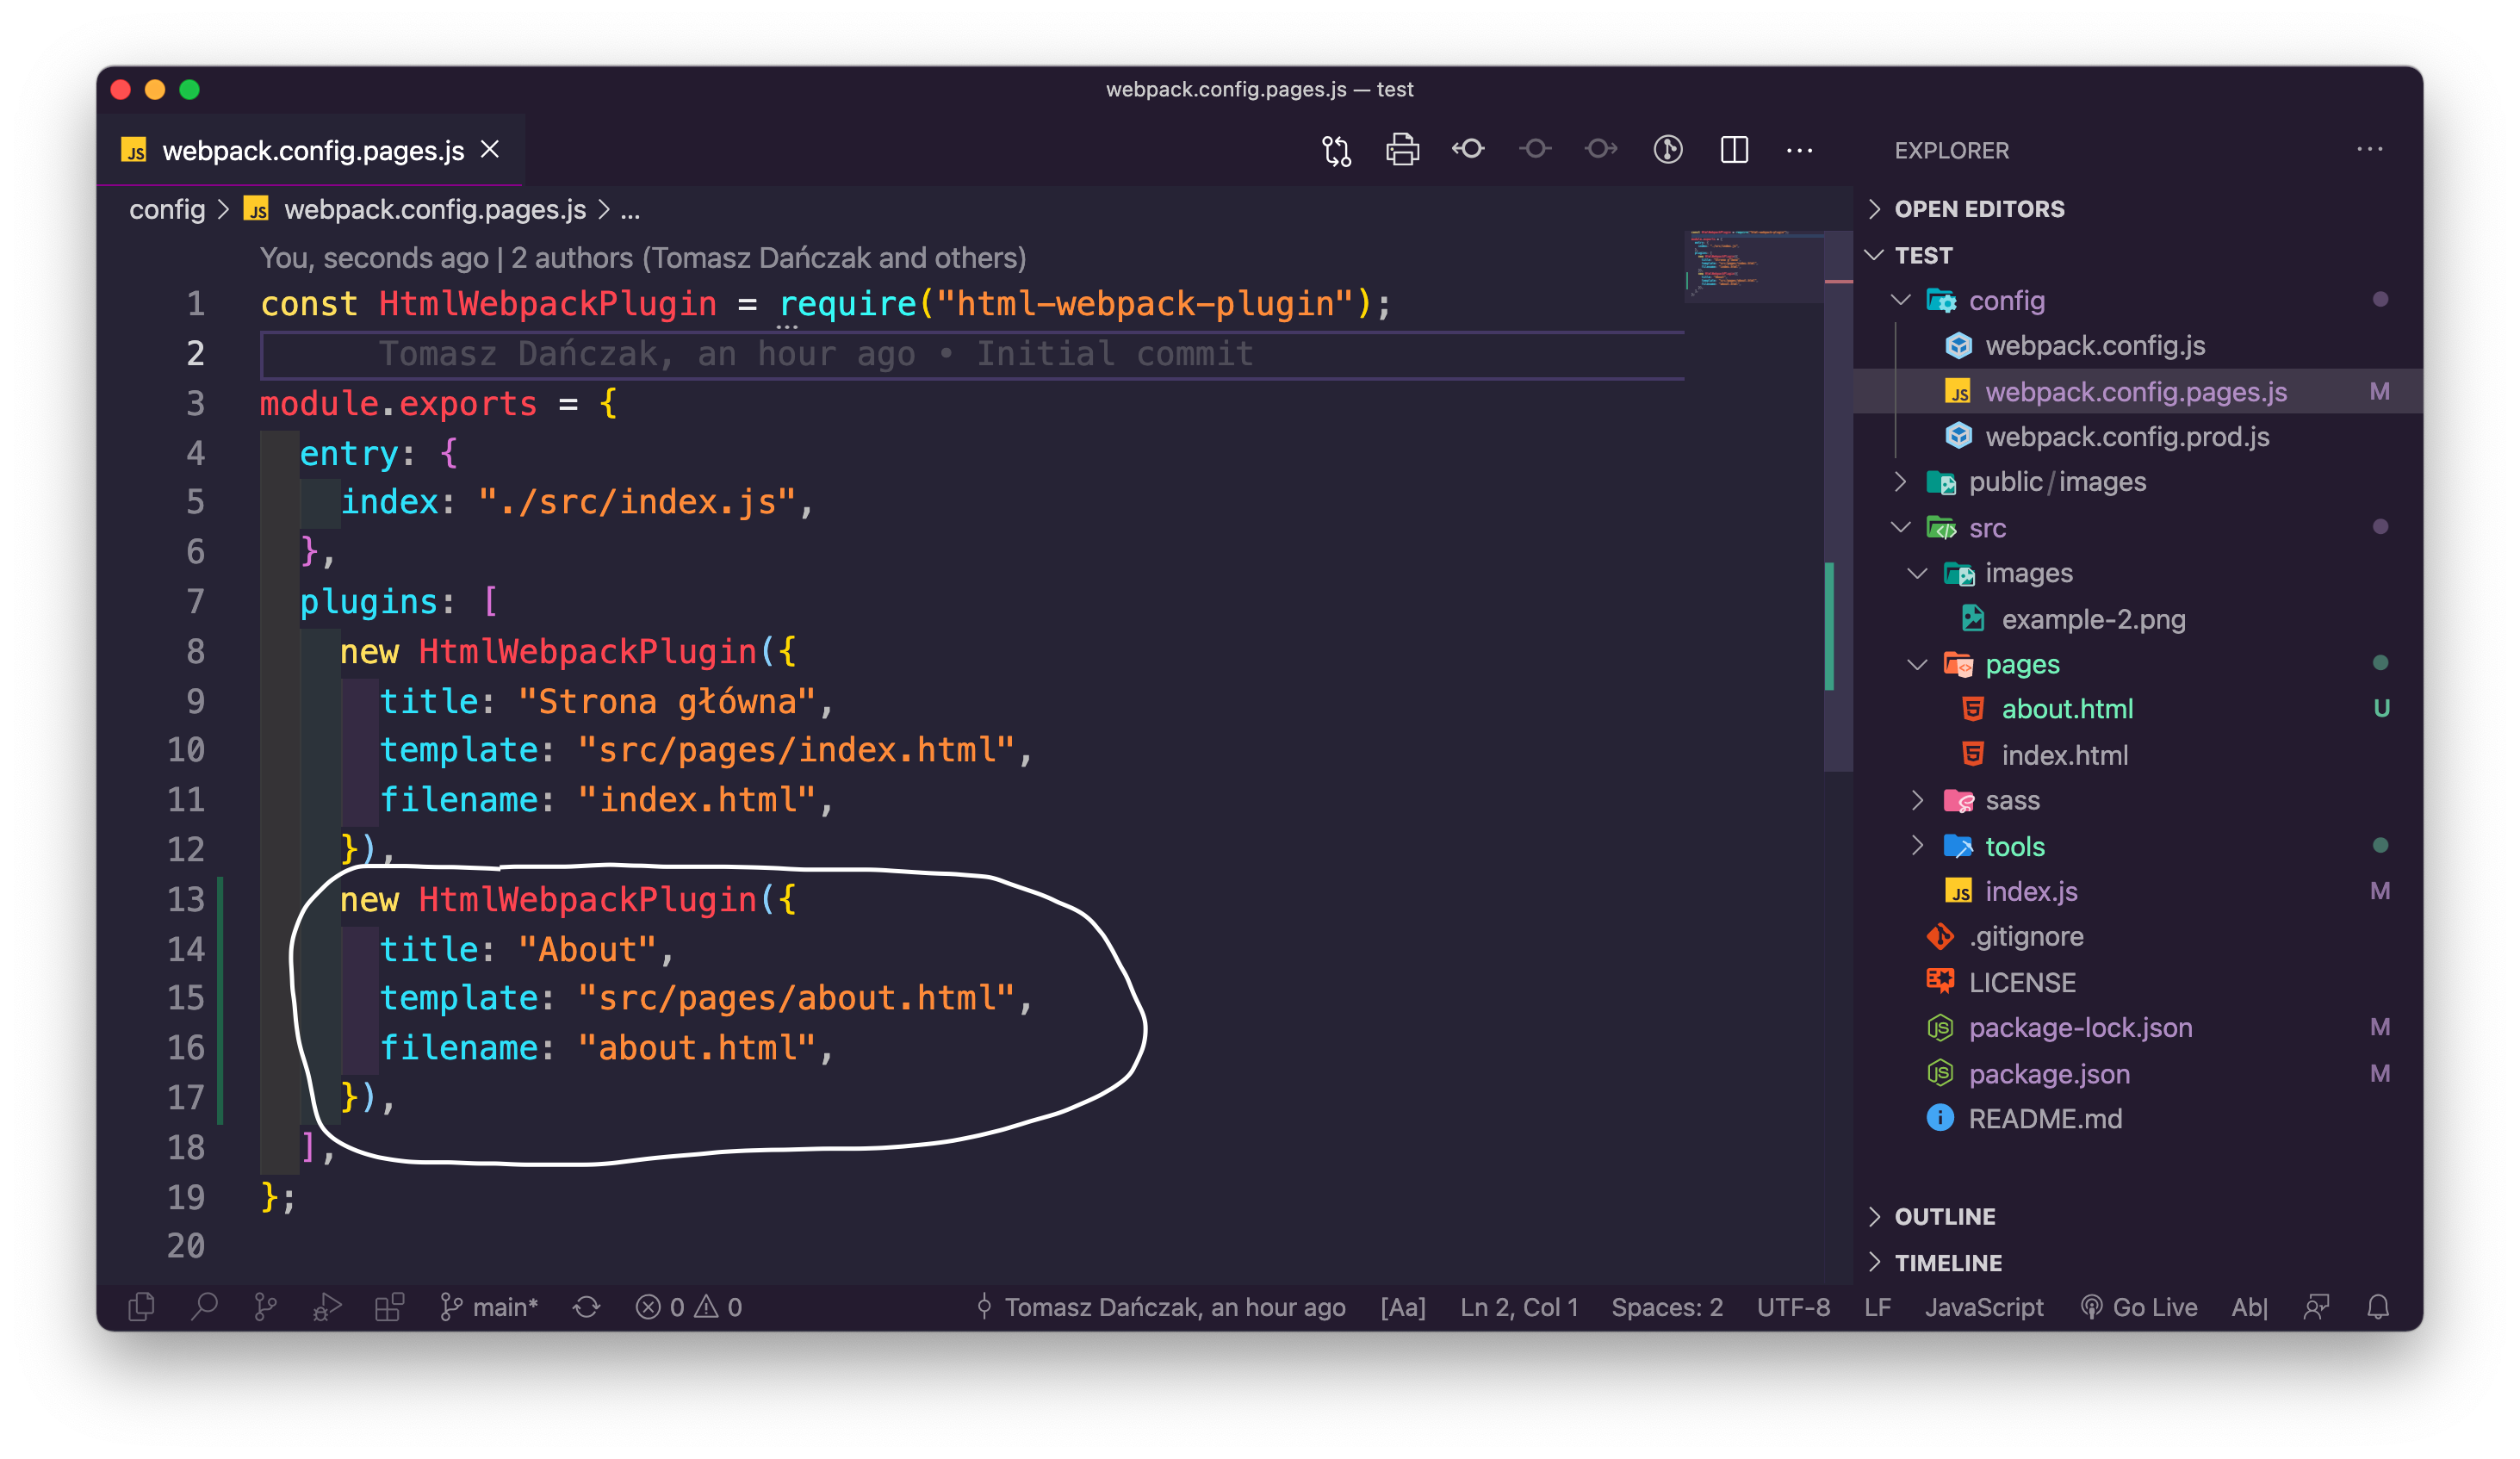 webpack.config.pages.js — test
JS webpack.config.pages.js
EXPLORER
config > JS webpack.config.pages.js > ...
You, seconds ago | 2 authors (Tomasz Dańczak and others)
1 const HtmlWebpackPlugin = require("html-webpack-plugin");
2 Tomasz Dańczak, an hour ago • Initial commit
3 module.exports = {
4 entry: {
5 index: "./src/index.js",
6 },
7 plugins: [
8 new HtmlWebpackPlugin({
9 title: "Strona główna",
10 template: "src/pages/index.html",
11 filename: "index.html",
12 }),
13 new HtmlWebpackPlugin({
14 title: "About",
15 template: "src/pages/about.html",
16 filename: "about.html",
17 }),
18 ],
19 };
20
OPEN EDITORS
TEST
config
webpack.config.js
JS webpack.config.pages.js M
webpack.config.prod.js
public/images
src
images
example-2.png
pages
about.html U
index.html
sass
tools
JS index.js M
.gitignore
LICENSE
package-lock.json M
package.json M
README.md
OUTLINE
TIMELINE
main* 0 0 Tomasz Dańczak, an hour ago [Aa] Ln 2, Col 1 Spaces: 2 UTF-8 LF JavaScript Go Live Ab|